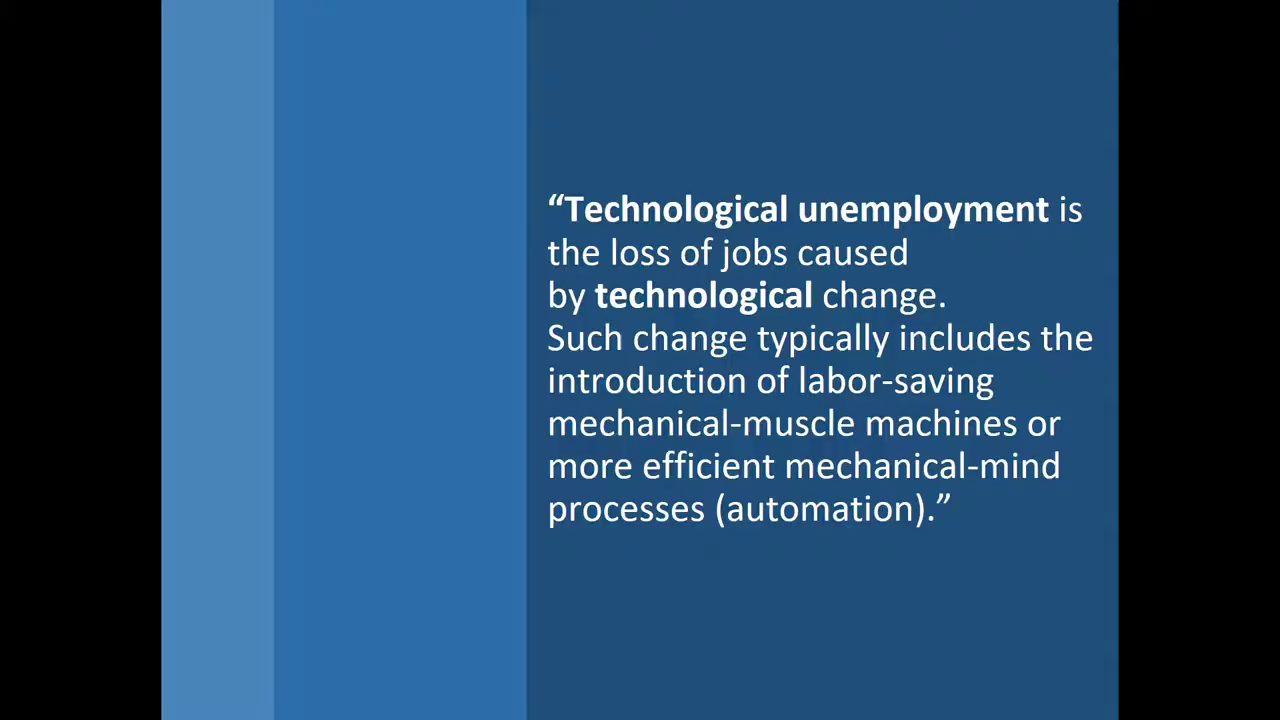 “Technological unemployment is
the loss of jobs caused
by technological change.
Such change typically includes the
introduction of labor-saving
mechanical-muscle machines or
more efficient mechanical-mind
processes (automation).”